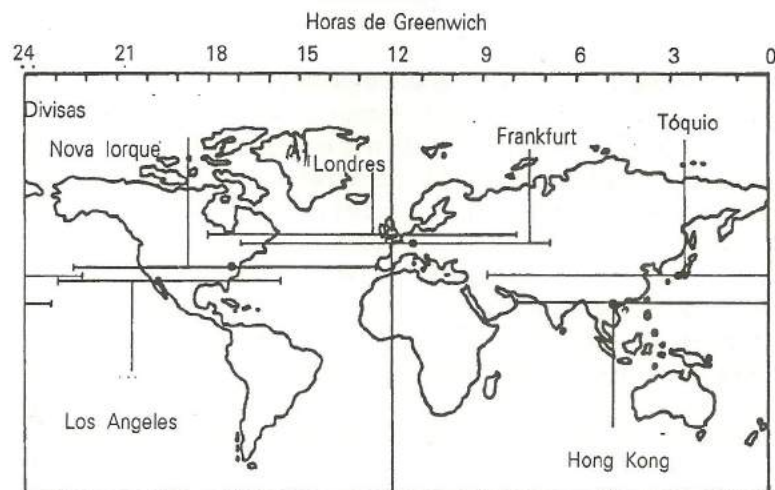 Horas de Greenwich
24 21 18 15 12 9 6 3 0
Divisas
Nova Iorque
Londres
Frankfurt
Tóquio
Los Angeles
Hong Kong